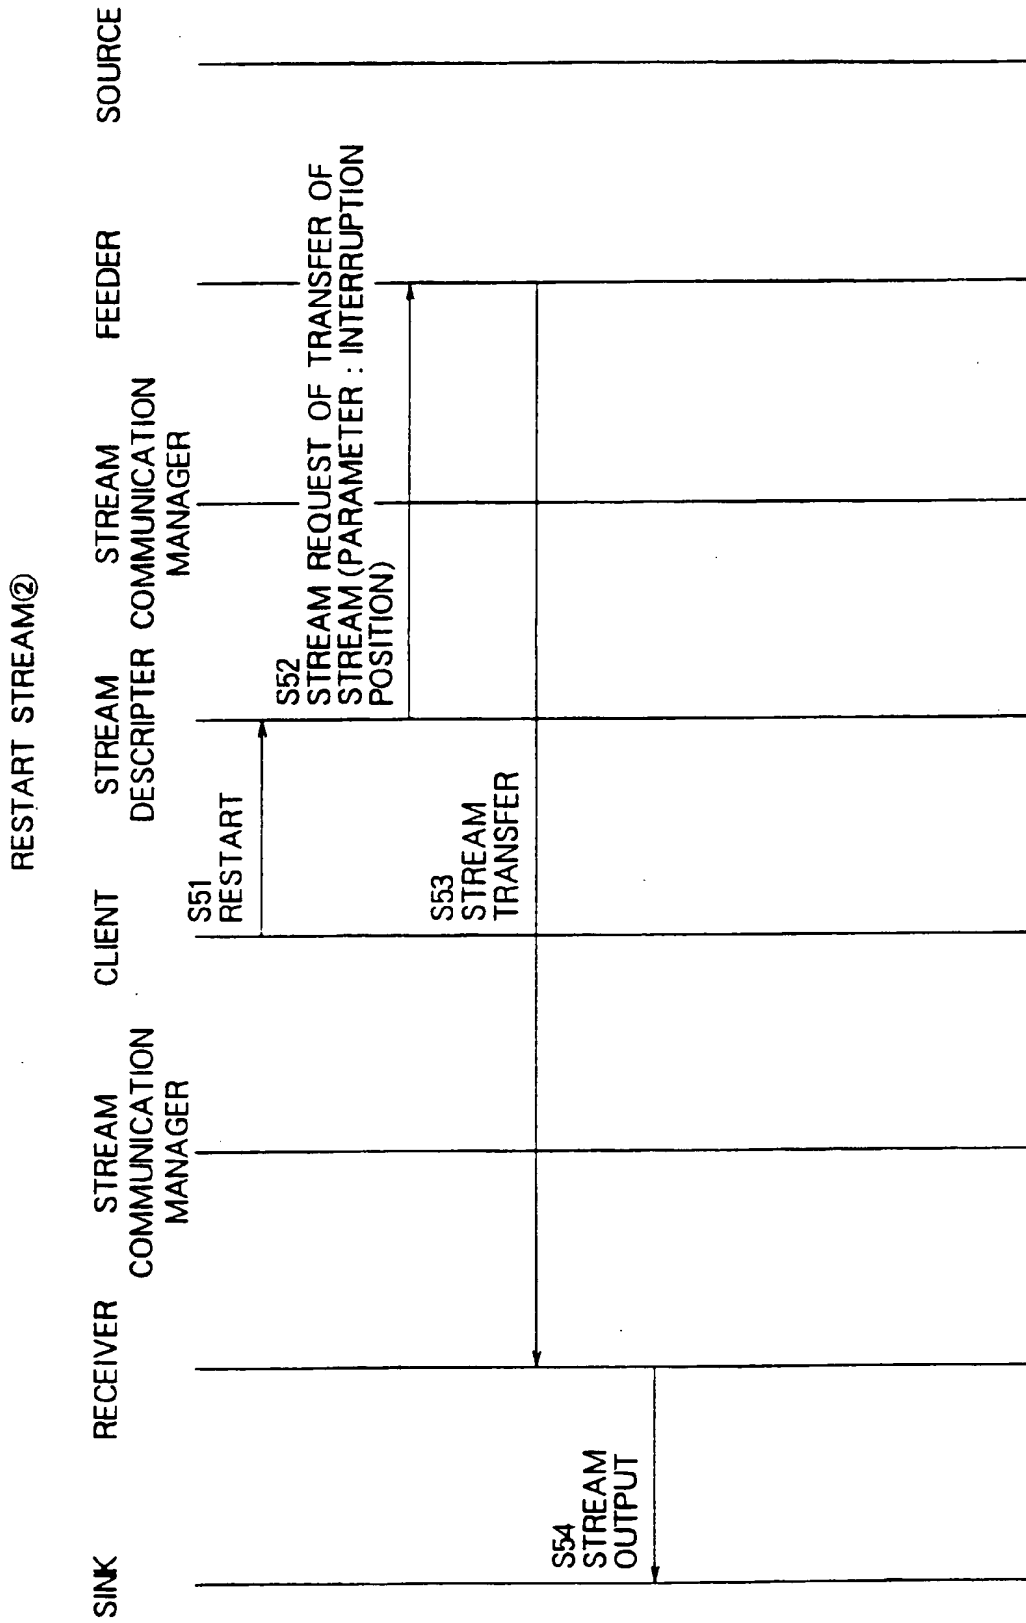 RESTART STREAM②
SINK
RECEIVER
STREAM
COMMUNICATION
MANAGER
CLIENT
STREAM
DESCRIPTER
STREAM
COMMUNICATION
MANAGER
FEEDER
SOURCE
S51
RESTART
S52
STREAM REQUEST OF TRANSFER OF
STREAM (PARAMETER : INTERRUPTION
POSITION)
S53
STREAM
TRANSFER
S54
STREAM
OUTPUT